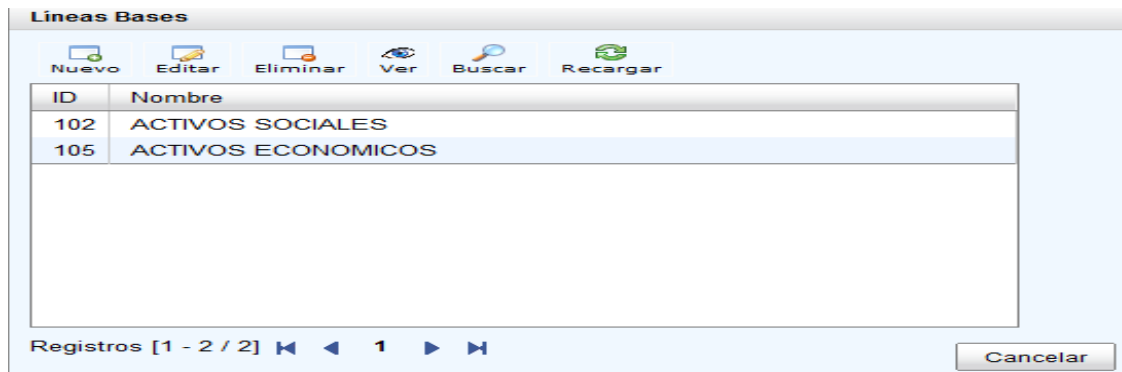 Líneas Bases
Nuevo Editar Eliminar Ver Buscar Recargar
ID Nombre
102 ACTIVOS SOCIALES
105 ACTIVOS ECONOMICOS
Registros [1 - 2 / 2] 1
Cancelar